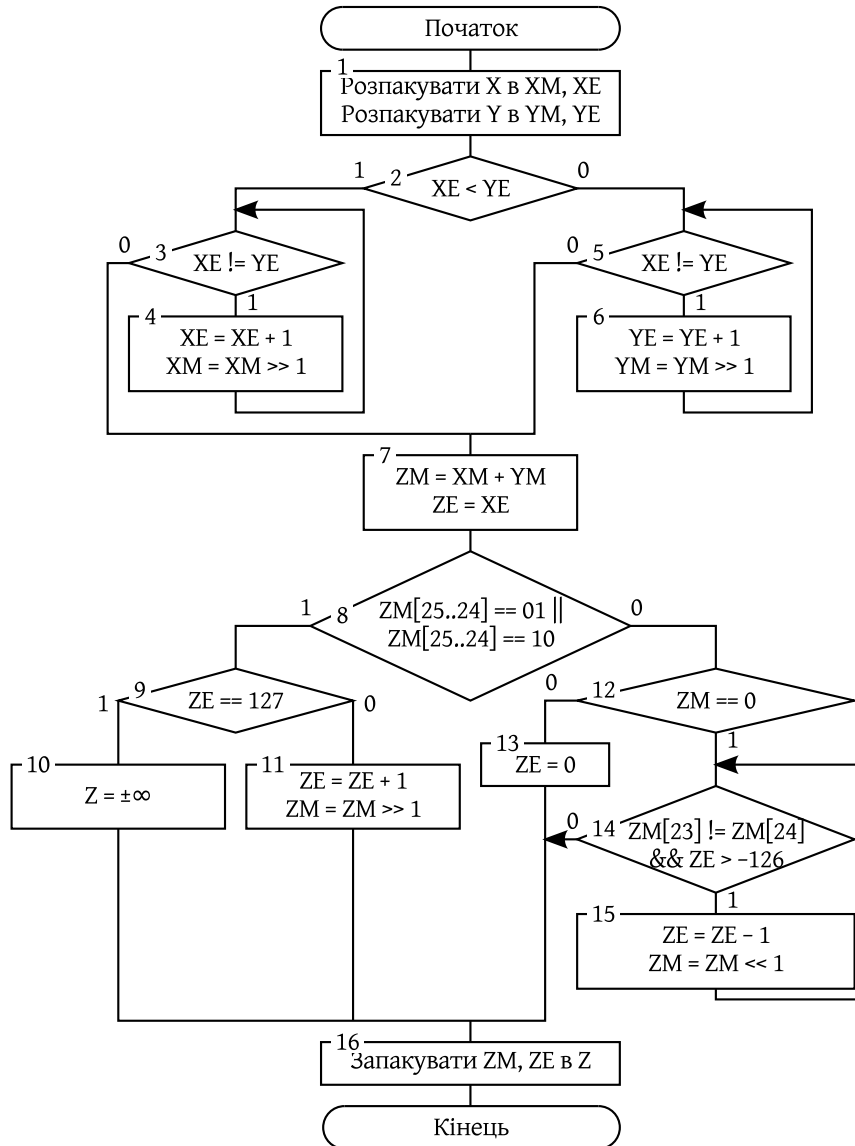 Початок
1
Розпакувати X в XM, XE
Розпакувати Y в YM, YE
1
2
XE < YE
0
0
3
XE != YE
1
4
XE = XE + 1
XM = XM >> 1
0
5
XE != YE
1
6
YE = YE + 1
YM = YM >> 1
7
ZM = XM + YM
ZE = XE
1
8
ZM[25..24] == 01 ||
ZM[25..24] == 10
0
1
9
ZE == 127
0
10
Z = ±∞
11
ZE = ZE + 1
ZM = ZM >> 1
0
12
ZM == 0
1
13
ZE = 0
0
14
ZM[23] != ZM[24]
&& ZE > −126
1
15
ZE = ZE − 1
ZM = ZM << 1
16
Запакувати ZM, ZE в Z
Кінець